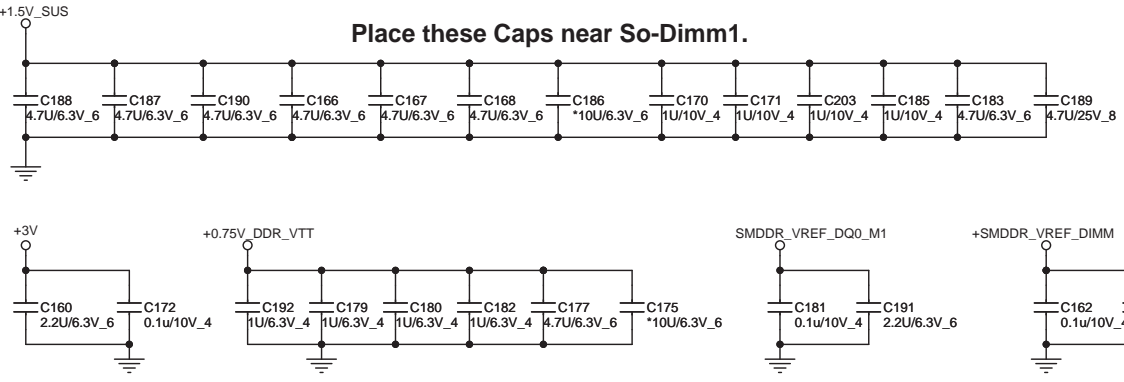 +1.5V_SUS
Place these Caps near So-Dimm1.
C188
4.7U/6.3V_6
C187
4.7U/6.3V_6
C190
4.7U/6.3V_6
C166
4.7U/6.3V_6
C167
4.7U/6.3V_6
C168
4.7U/6.3V_6
C186
*10U/6.3V_6
C170
1U/10V_4
C171
1U/10V_4
C203
1U/10V_4
C185
1U/10V_4
C183
4.7U/6.3V_6
C189
4.7U/25V_8
+3V
C160
2.2U/6.3V_6
C172
0.1u/10V_4
+0.75V_DDR_VTT
C192
1U/6.3V_4
C179
1U/6.3V_4
C180
1U/6.3V_4
C182
1U/6.3V_4
C177
4.7U/6.3V_6
C175
*10U/6.3V_6
SMDDR_VREF_DQ0_M1
C181
0.1u/10V_4
C191
2.2U/6.3V_6
+SMDDR_VREF_DIMM
C162
0.1u/10V_4